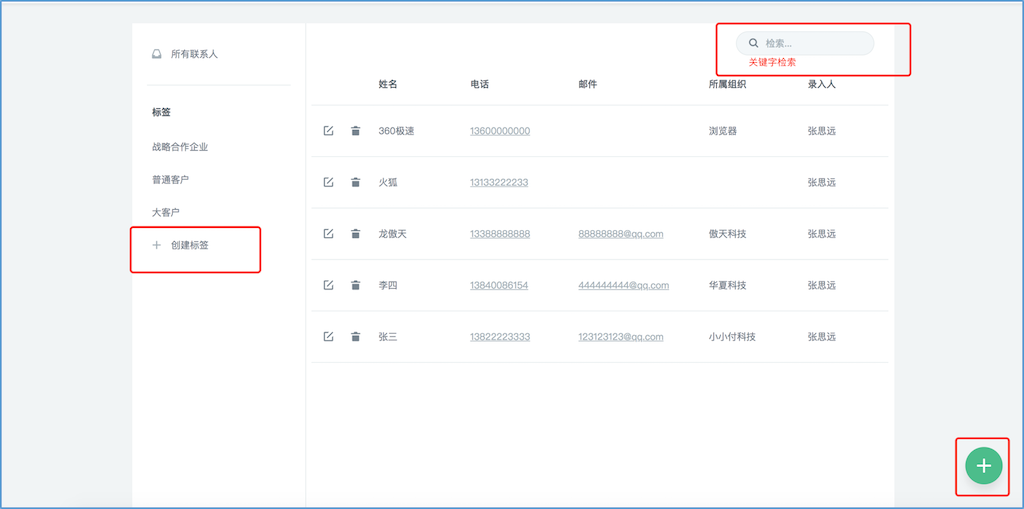 检索...
关键字检索
所有联系人
标签
战略合作企业
普通客户
大客户
创建标签
姓名 电话 邮件 所属组织 录入人
360极速 13600000000 浏览器 张思远
火狐 13133222233 张思远
龙傲天 13388888888 88888888@qq.com 傲天科技 张思远
李四 13840086154 444444444@qq.com 华夏科技 张思远
张三 13822223333 123123123@qq.com 小小付科技 张思远